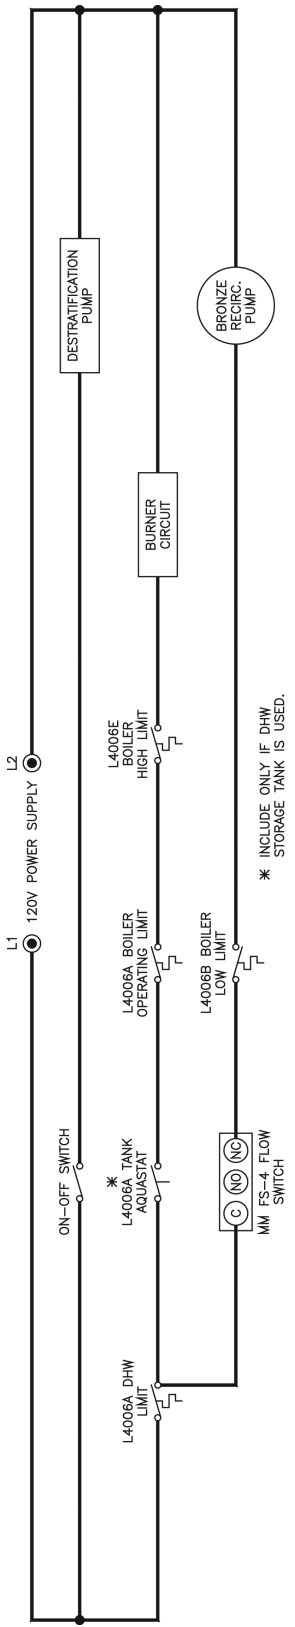 L1 120V POWER SUPPLY L2
ON-OFF SWITCH
DESTRATIFICATION
PUMP
L4006A DHW
LIMIT
*
L4006A TANK
AQUASTAT
L4006A BOILER
OPERATING LIMIT
L4006E
BOILER
HIGH LIMIT
BURNER
CIRCUIT
C NO NC
MM FS-4 FLOW
SWITCH
L4006B BOILER
LOW LIMIT
BRONZE
RECIRC.
PUMP
* INCLUDE ONLY IF DHW
STORAGE TANK IS USED.